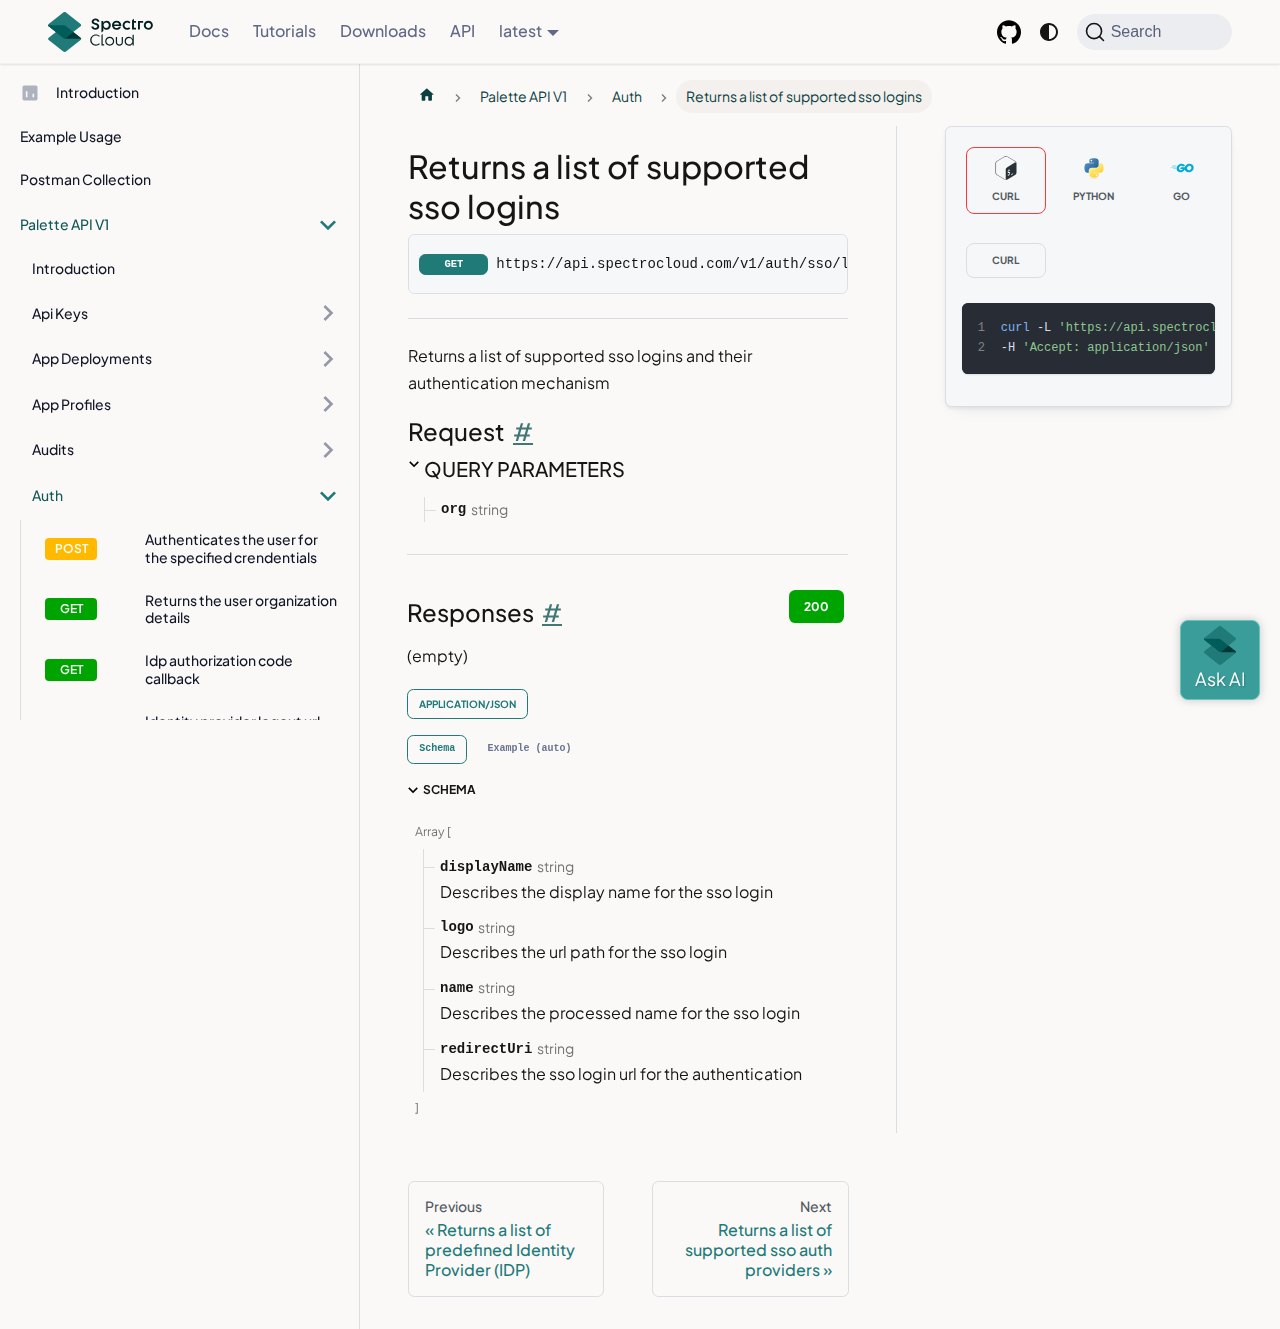 Spectro Cloud
Docs
Tutorials
Downloads
API
latest
Search
Introduction
Example Usage
Postman Collection
Palette API V1
Introduction
Api Keys
App Deployments
App Profiles
Audits
Auth
POST
Authenticates the user for
the specified crendentials
GET
Returns the user organization
details
GET
Idp authorization code
callback
Identity provider logout url
Palette API V1
Auth
Returns a list of supported sso logins
Returns a list of supported
sso logins
GET
https://api.spectrocloud.com/v1/auth/sso/l
Returns a list of supported sso logins and their
authentication mechanism
Request #
QUERY PARAMETERS
org string
Responses #
200
(empty)
APPLICATION/JSON
Schema
Example (auto)
SCHEMA
Array [
displayName string
Describes the display name for the sso login
logo string
Describes the url path for the sso login
name string
Describes the processed name for the sso login
redirectUri string
Describes the sso login url for the authentication
]
Previous
« Returns a list of
predefined Identity
Provider (IDP)
Next
Returns a list of
supported sso auth
providers »
CURL
PYTHON
GO
CURL
1 curl -L 'https://api.spectrocl
2 -H 'Accept: application/json'
Ask AI